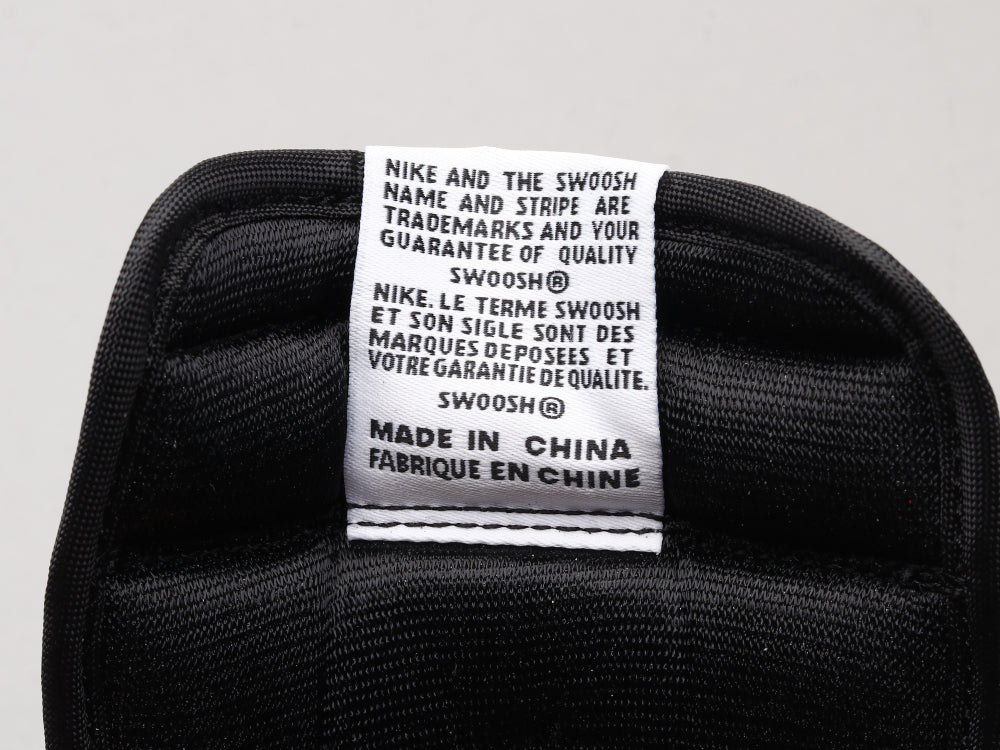 NIKE AND THE SWOOSH
NAME AND STRIPE ARE
TRADEMARKS AND YOUR
GUARANTEE OF QUALITY
SWOOSH®
NIKE. LE TERME SWOOSH
ET SON SIGLE SONT DES
MARQUES DEPOSEES ET
VOTRE GARANTIE DE QUALITE.
SWOOSH®
MADE IN CHINA
FABRIQUE EN CHINE